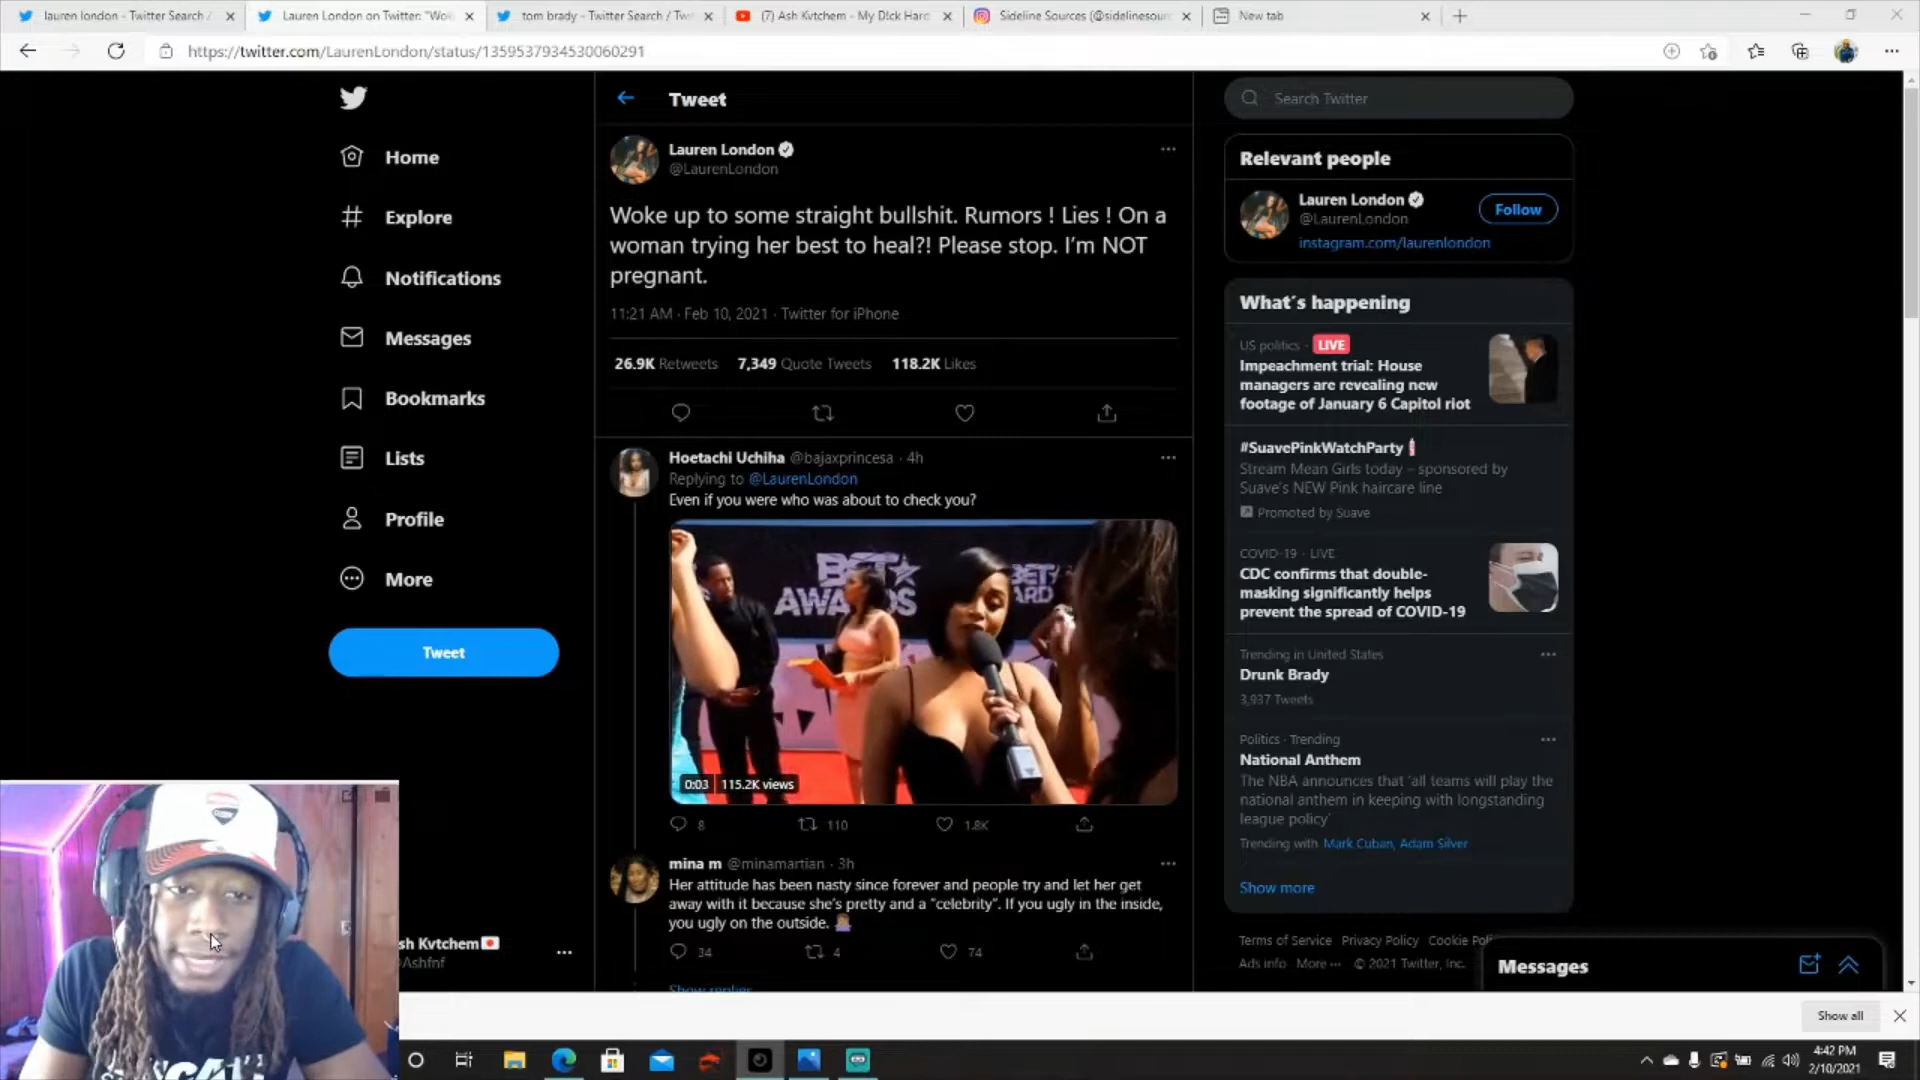 lauren london - Twitter Search /
Lauren London on Twitter: "Wok
tom brady - Twitter Search / Tw
(7) Ash Kvtchem - My D!ck Hard
Sideline Sources (@sidelinesour
New tab
https://twitter.com/LaurenLondon/status/1359537934530060291
Home
Explore
Notifications
Messages
Bookmarks
Lists
Profile
More
Tweet
sh Kvtchem
Ashfnf
Tweet
Lauren London
@LaurenLondon
Woke up to some straight bullshit. Rumors ! Lies ! On a
woman trying her best to heal?! Please stop. I'm NOT
pregnant.
11:21 AM · Feb 10, 2021 · Twitter for iPhone
26.9K Retweets 7,349 Quote Tweets 118.2K Likes
Hoetachi Uchiha @bajaxprincesa · 4h
Replying to @LaurenLondon
Even if you were who was about to check you?
BET
AWARDS
BET
ARD
0:03 115.2K views
8 110 1.8K
mina m @minamartian · 3h
Her attitude has been nasty since forever and people try and let her get
away with it because she's pretty and a "celebrity". If you ugly in the inside,
you ugly on the outside.
34 4 74
Show replies
Search Twitter
Relevant people
Lauren London
@LaurenLondon
Follow
instagram.com/laurenlondon
What's happening
US politics · LIVE
Impeachment trial: House
managers are revealing new
footage of January 6 Capitol riot
#SuavePinkWatchParty
Stream Mean Girls today – sponsored by
Suave's NEW Pink haircare line
Promoted by Suave
COVID-19 · LIVE
CDC confirms that double-
masking significantly helps
prevent the spread of COVID-19
Trending in United States
Drunk Brady
3,937 Tweets
Politics · Trending
National Anthem
The NBA announces that 'all teams will play the
national anthem in keeping with longstanding
league policy'
Trending with Mark Cuban, Adam Silver
Show more
Terms of Service Privacy Policy Cookie Poli
Ads info More ··· © 2021 Twitter, Inc.
Messages
Show all
4:42 PM
2/10/2021